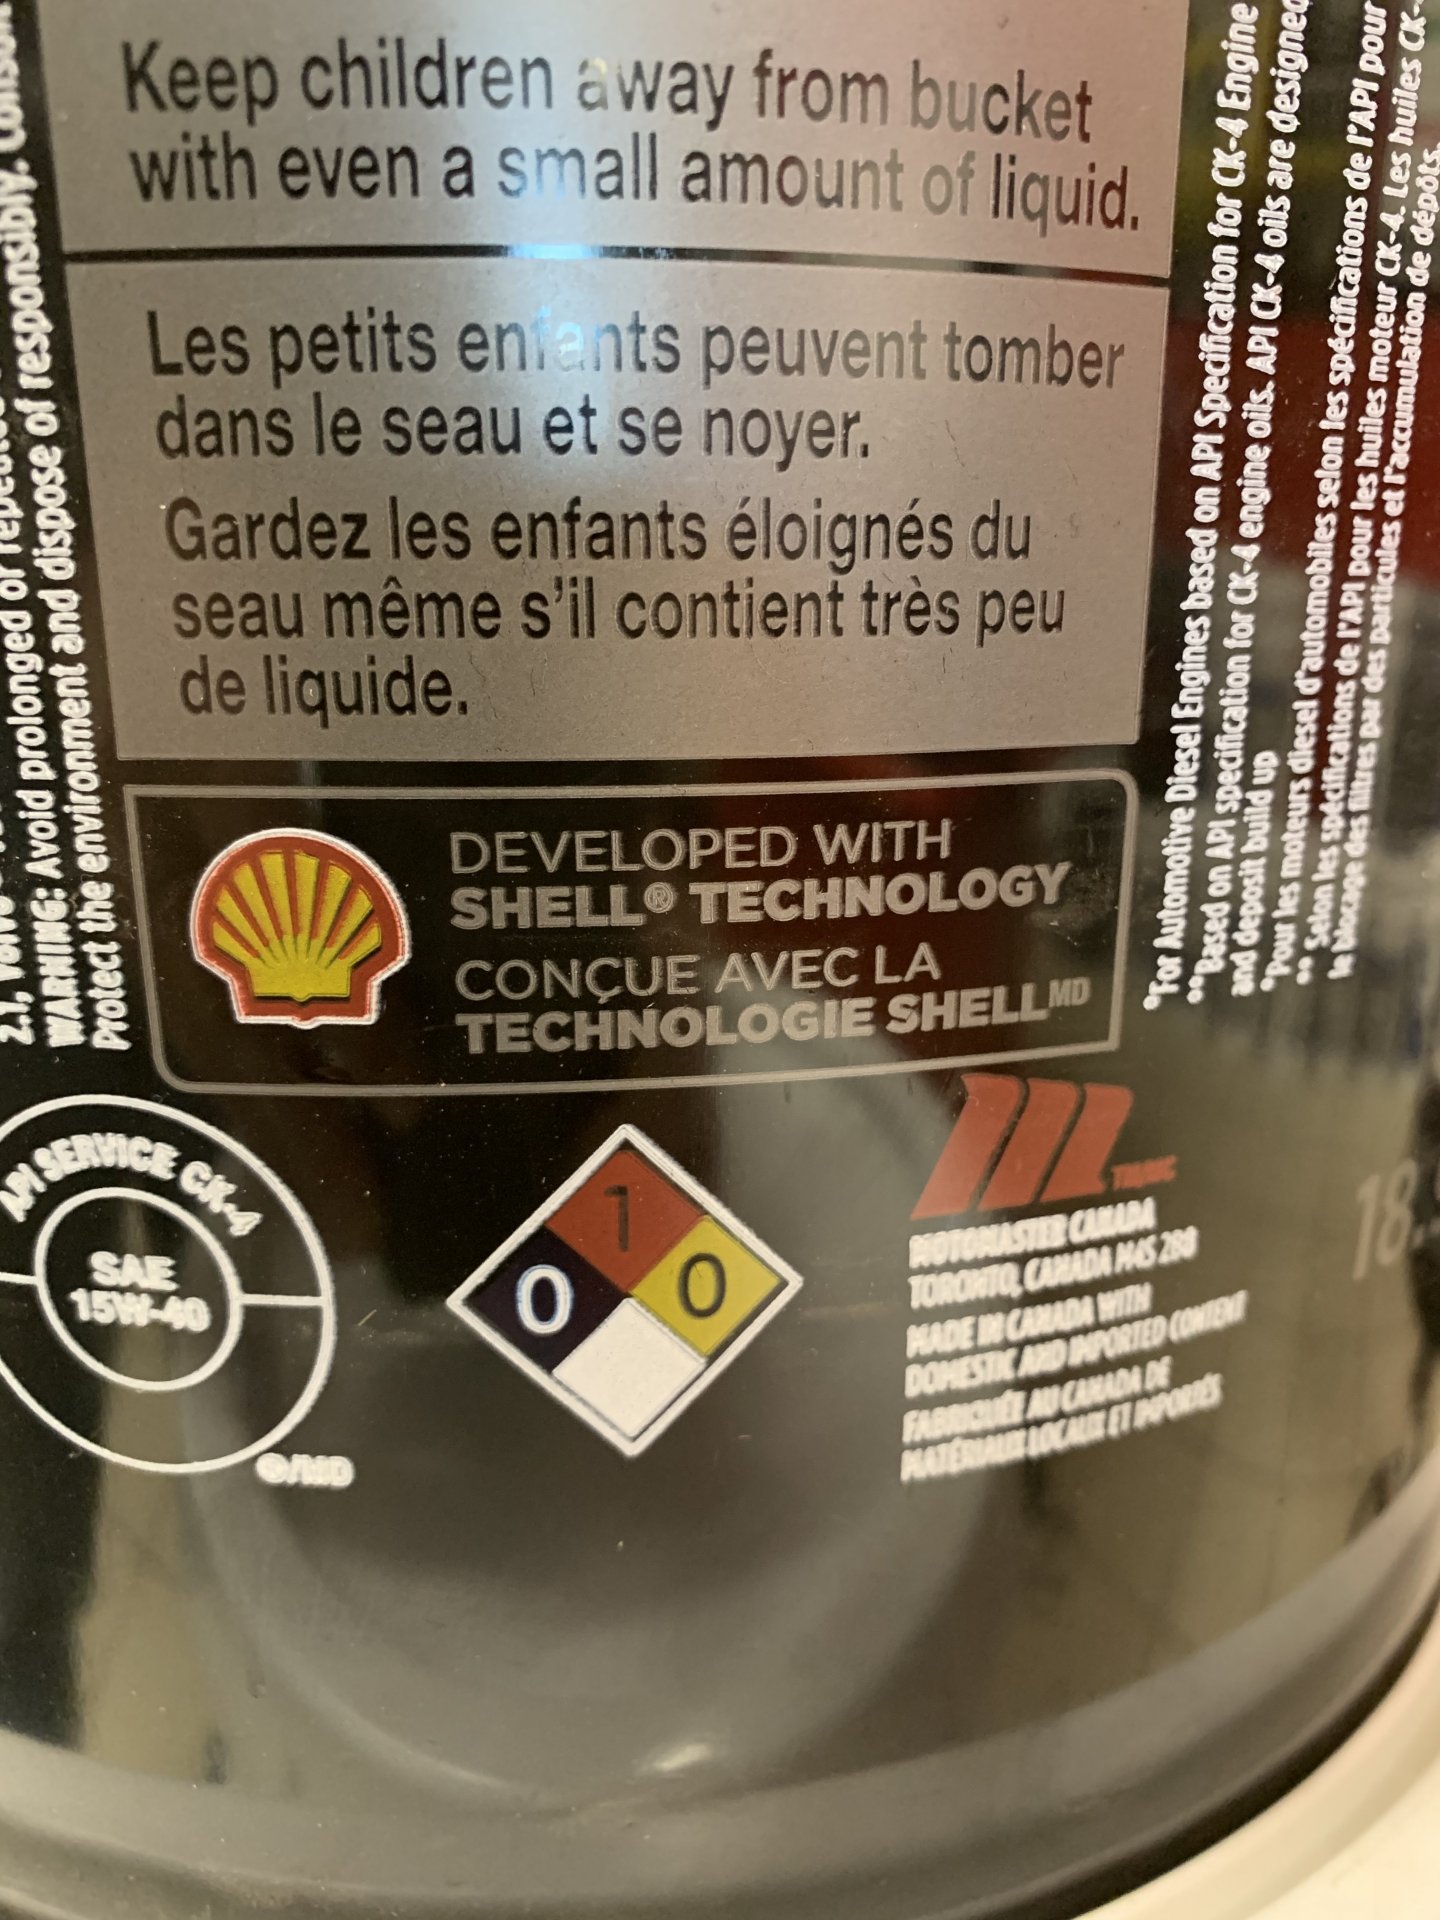 Keep children away from bucket
with even a small amount of liquid.
Les petits enfants peuvent tomber
dans le seau et se noyer.
Gardez les enfants éloignés du
seau même s'il contient très peu
de liquide.
WARNING: Avoid prolonged or
protect the environment and dispose of responsibly.
DEVELOPED WITH
SHELL® TECHNOLOGY
CONÇUE AVEC LA
TECHNOLOGIE SHELL MD
*For Automotive Diesel Engines based on API Specification for CK-4 Engine
**Based on API specification for CK-4 engine oils. API CK-4 oils are designed
and deposit build up
*Pour les moteurs diesel d'automobiles selon les spécifications de l'API pour
** Selon les spécifications de l'API pour les huiles moteur CK-4. Les huiles CK-
le blocage des filtres par des particules et l'accumulation de dépôts.
API SERVICE CK-4
SAE
15W-40
®/MD
1
0
0
MOTOMASTER CANADA
TORONTO, CANADA M4S 2B8
MADE IN CANADA WITH
DOMESTIC AND IMPORTED CONTENT
FABRIQUÉE AU CANADA DE
MATÉRIAUX LOCAUX ET IMPORTÉS
18.